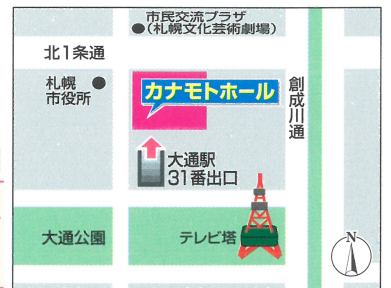 市民交流プラザ
(札幌文化芸術劇場)
北1条通
札幌
市役所
カナモトホール
創成川通
大通駅
31番出口
大通公園
テレビ塔
N